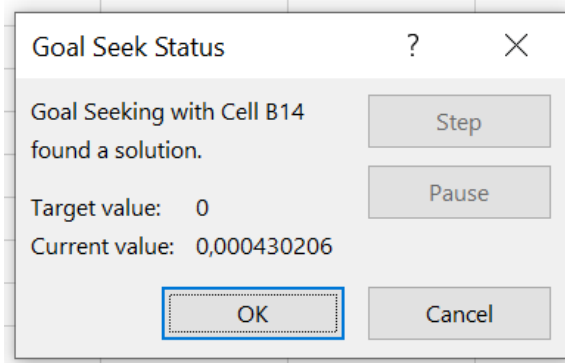 Goal Seek Status ? ×
Goal Seeking with Cell B14
found a solution.
Step
Pause
Target value: 0
Current value: 0,000430206
OK Cancel